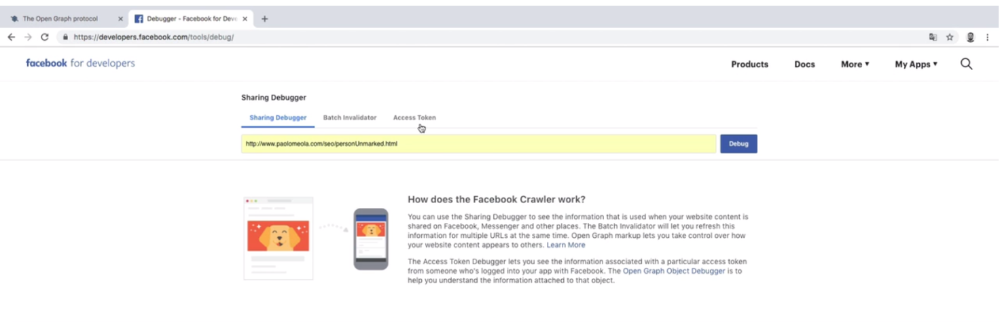 The Open Graph protocol
Debugger - Facebook for Deve
https://developers.facebook.com/tools/debug/
facebook for developers
Products Docs More My Apps
Sharing Debugger
Sharing Debugger Batch Invalidator Access Token
http://www.paolomeola.com/seo/personUnmarked.html
Debug
How does the Facebook Crawler work?
You can use the Sharing Debugger to see the information that is used when your website content is
shared on Facebook, Messenger and other places. The Batch Invalidator will let you refresh this
information for multiple URLs at the same time. Open Graph markup lets you take control over how
your website content appears to others. Learn More
The Access Token Debugger lets you see the information associated with a particular access token
from someone who's logged into your app with Facebook. The Open Graph Object Debugger is to
help you understand the information attached to that object.